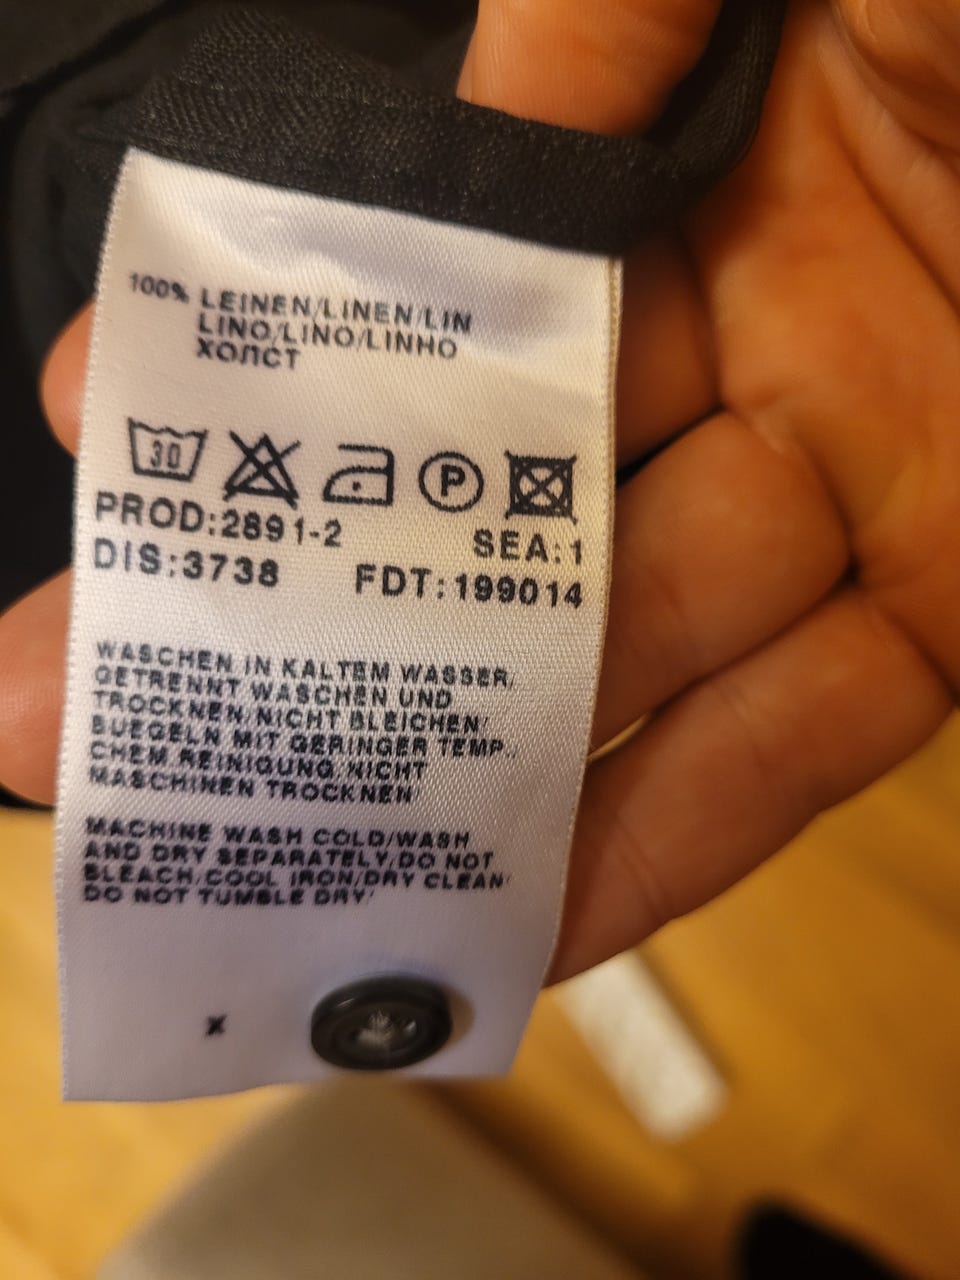 100% LEINEN/LINEN/LIN
LINO/LINO/LINHO
ХОЛСТ
30 P
PROD:2891-2
SEA:1
DIS:3738
FDT:199014
WASCHEN IN KALTEM WASSER,
GETRENNT WASCHEN UND
TROCKNEN/NICHT BLEICHEN/
BUEGELN MIT GERINGER TEMP./
CHEM.REINIGUNG/NICHT
MASCHINEN TROCKNEN
MACHINE WASH COLD/WASH
AND DRY SEPARATELY/DO NOT
BLEACH/COOL IRON/DRY CLEAN/
DO NOT TUMBLE DRY/
X